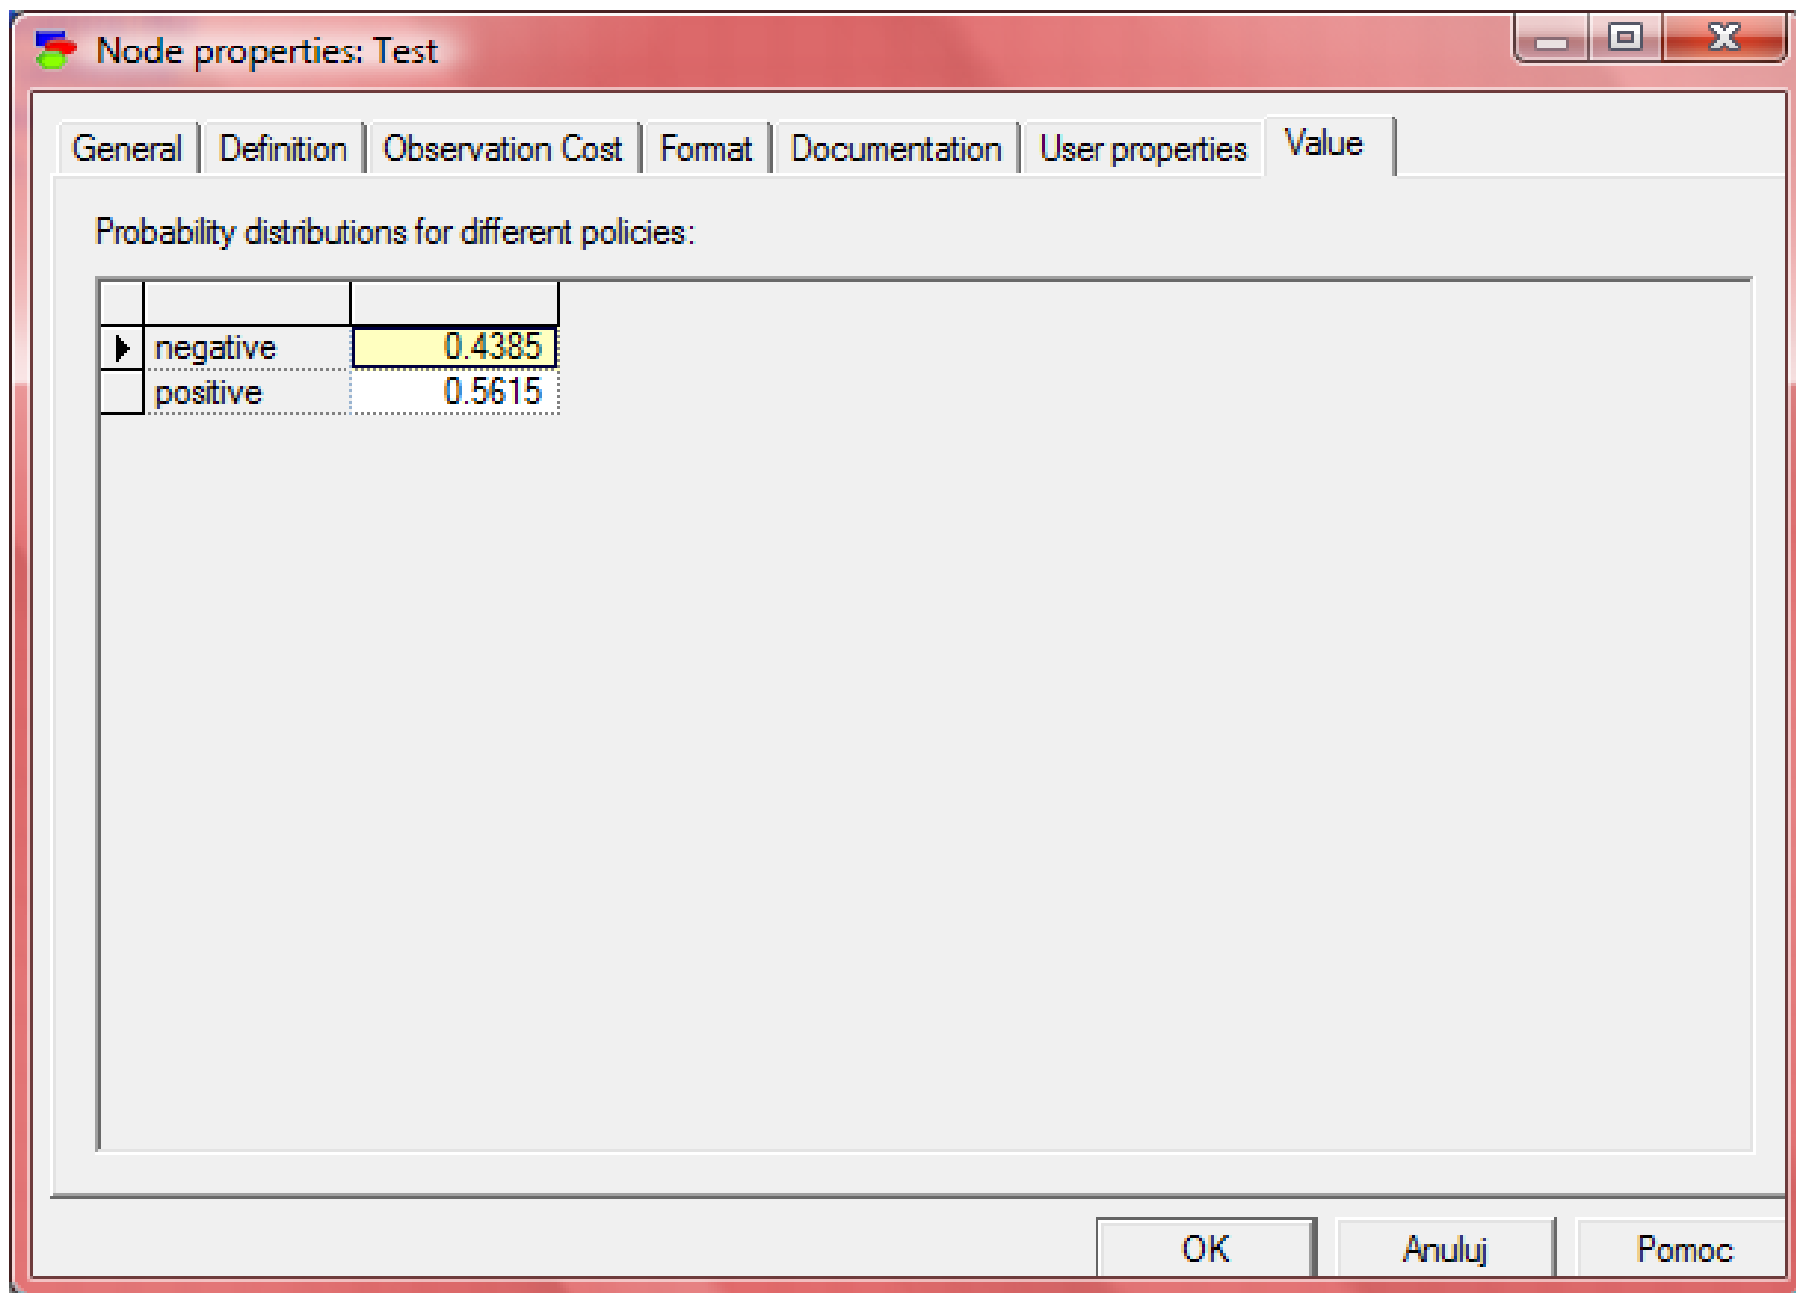 Node properties: Test
General Definition Observation Cost Format Documentation User properties Value
Probability distributions for different policies:
negative 0.4385
positive 0.5615
OK Anuluj Pomoc